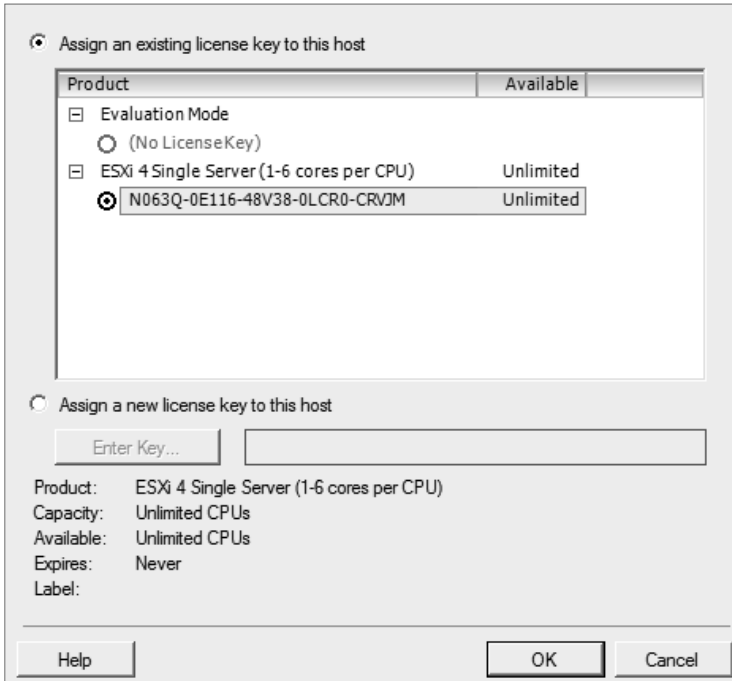 Assign an existing license key to this host
Product Available
Evaluation Mode
(No License Key)
ESXi 4 Single Server (1-6 cores per CPU) Unlimited
N063Q-0E116-48V38-0LCR0-CRVJM Unlimited
Assign a new license key to this host
Enter Key...
Product: ESXi 4 Single Server (1-6 cores per CPU)
Capacity: Unlimited CPUs
Available: Unlimited CPUs
Expires: Never
Label:
Help OK Cancel